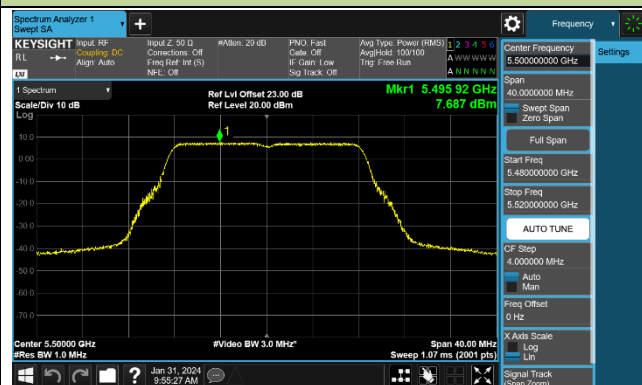 Spectrum Analyzer 1
Swept SA
Frequency
KEYSIGHT
RL
LXI
Input: RF
Coupling: DC
Align: Auto
Input Z: 50 Ω
Corrections: Off
Freq Ref: Int (S)
NFE: Off
#Atten: 20 dB
PNO: Fast
Gate: Off
IF Gain: Low
Sig Track: Off
Avg Type: Power (RMS)
Avg|Hold: 100/100
Trig: Free Run
1 2 3 4 5 6
A W W W W W
A N N N N N
1 Spectrum
Scale/Div 10 dB
Log
Ref Lvl Offset 23.00 dB
Ref Level 20.00 dBm
Mkr1 5.495 92 GHz
7.687 dBm
1
10.0
0.00
-10.0
-20.0
-30.0
-40.0
-50.0
-60.0
-70.0
Center 5.50000 GHz
#Res BW 1.0 MHz
#Video BW 3.0 MHz*
Span 40.00 MHz
Sweep 1.07 ms (2001 pts)
Center Frequency
5.500000000 GHz
Settings
Span
40.0000000 MHz
Swept Span
Zero Span
Full Span
Start Freq
5.480000000 GHz
Stop Freq
5.520000000 GHz
AUTO TUNE
CF Step
4.000000 MHz
Auto
Man
Freq Offset
0 Hz
X Axis Scale
Log
Lin
Signal Track
(Span Zoom)
Jan 31, 2024
9:55:27 AM